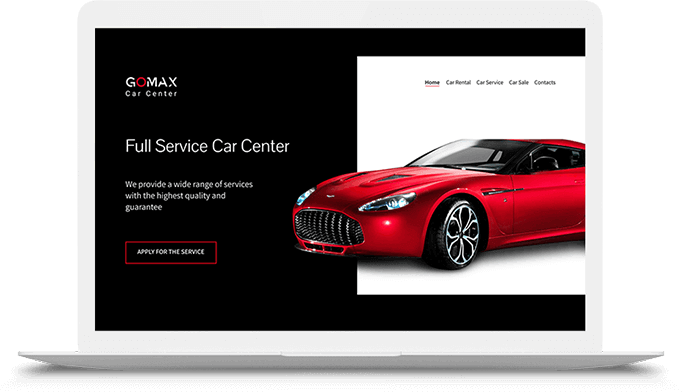 GOMAX
Car Center
Home Car Rental Car Service Car Sale Contacts
Full Service Car Center
We provide a wide range of services
with the highest quality and
guarantee
APPLY FOR THE SERVICE